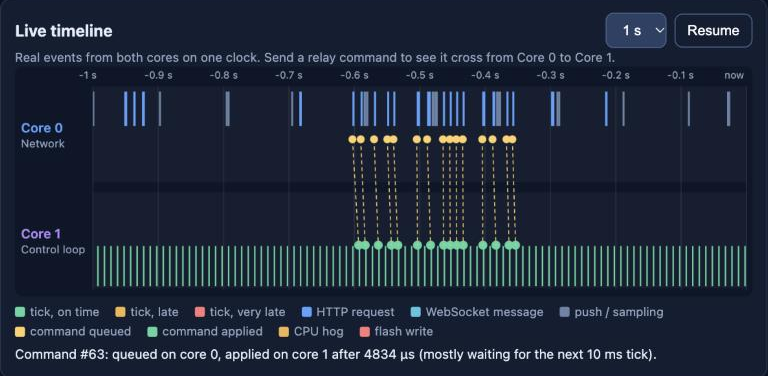 Live timeline
1 s
Resume
Real events from both cores on one clock. Send a relay command to see it cross from Core 0 to Core 1.
-1 s -0.9 s -0.8 s -0.7 s -0.6 s -0.5 s -0.4 s -0.3 s -0.2 s -0.1 s now
Core 0
Network
Core 1
Control loop
tick, on time tick, late tick, very late HTTP request WebSocket message push / sampling
command queued command applied CPU hog flash write
Command #63: queued on core 0, applied on core 1 after 4834 µs (mostly waiting for the next 10 ms tick).